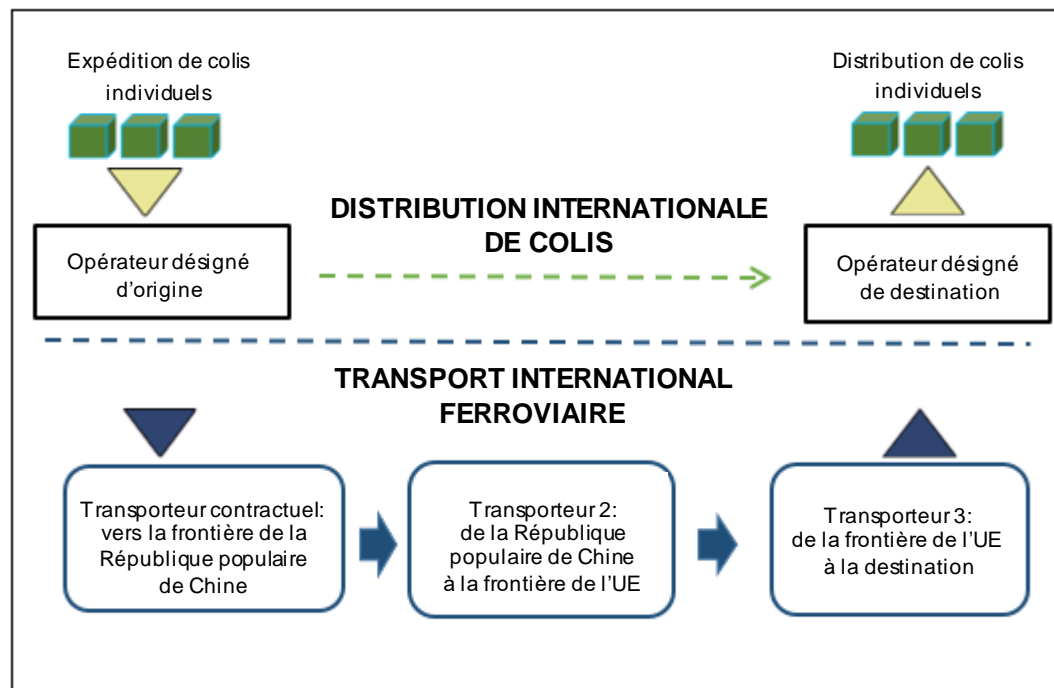 Expédition de colis
individuels
Distribution de colis
individuels
DISTRIBUTION INTERNATIONALE
DE COLIS
Opérateur désigné
d'origine
Opérateur désigné
de destination
TRANSPORT INTERNATIONAL
FERROVIAIRE
Transporteur contractuel:
vers la frontière de la
République populaire
de Chine
Transporteur 2:
de la République
populaire de Chine
à la frontière de l'UE
Transporteur 3:
de la frontière de l'UE
à la destination